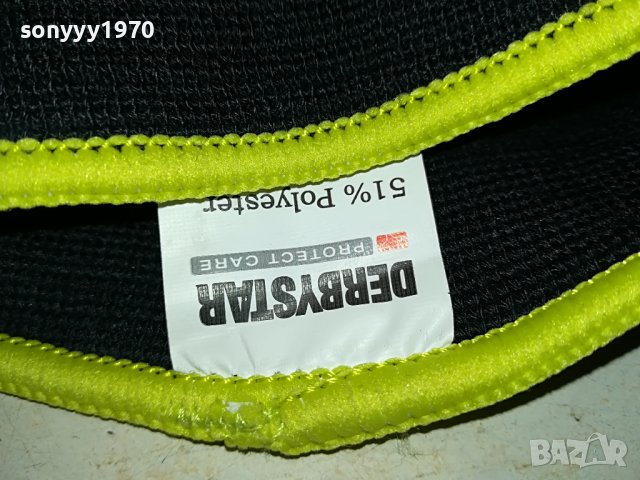 sonyyy1970
DERBYSTAR
PROTECT CARE
51% Polyester
BAZAR